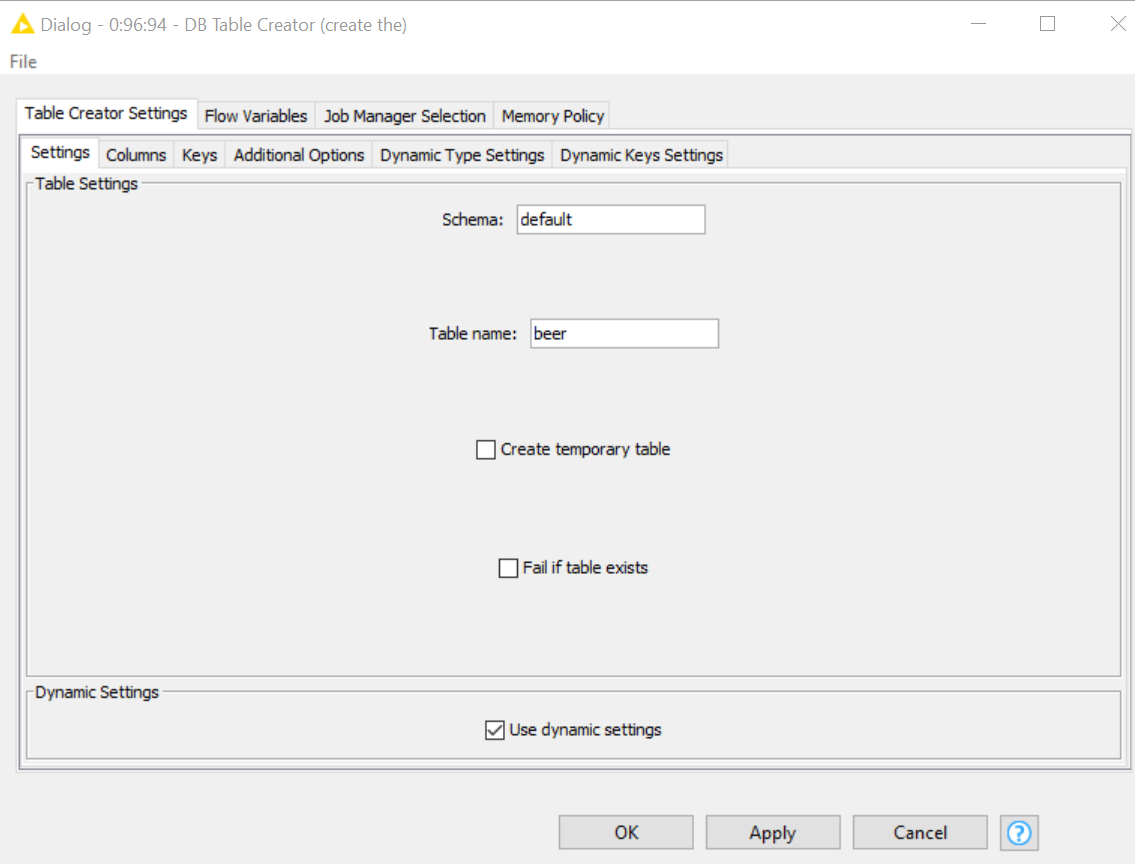 Dialog - 0:96:94 - DB Table Creator (create the)
File
Table Creator Settings Flow Variables Job Manager Selection Memory Policy
Settings Columns Keys Additional Options Dynamic Type Settings Dynamic Keys Settings
Table Settings
Schema: default
Table name: beer
Create temporary table
Fail if table exists
Dynamic Settings
Use dynamic settings
OK Apply Cancel ?